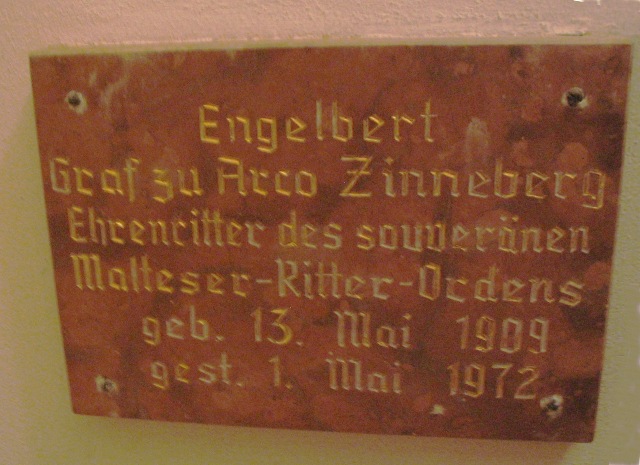 Engelbert
Graf zu Arco Zinneberg
Ehrenritter des souveränen
Malteser-Ritter-Ordens
geb. 13. Mai 1909
gest. 1. Mai 1972